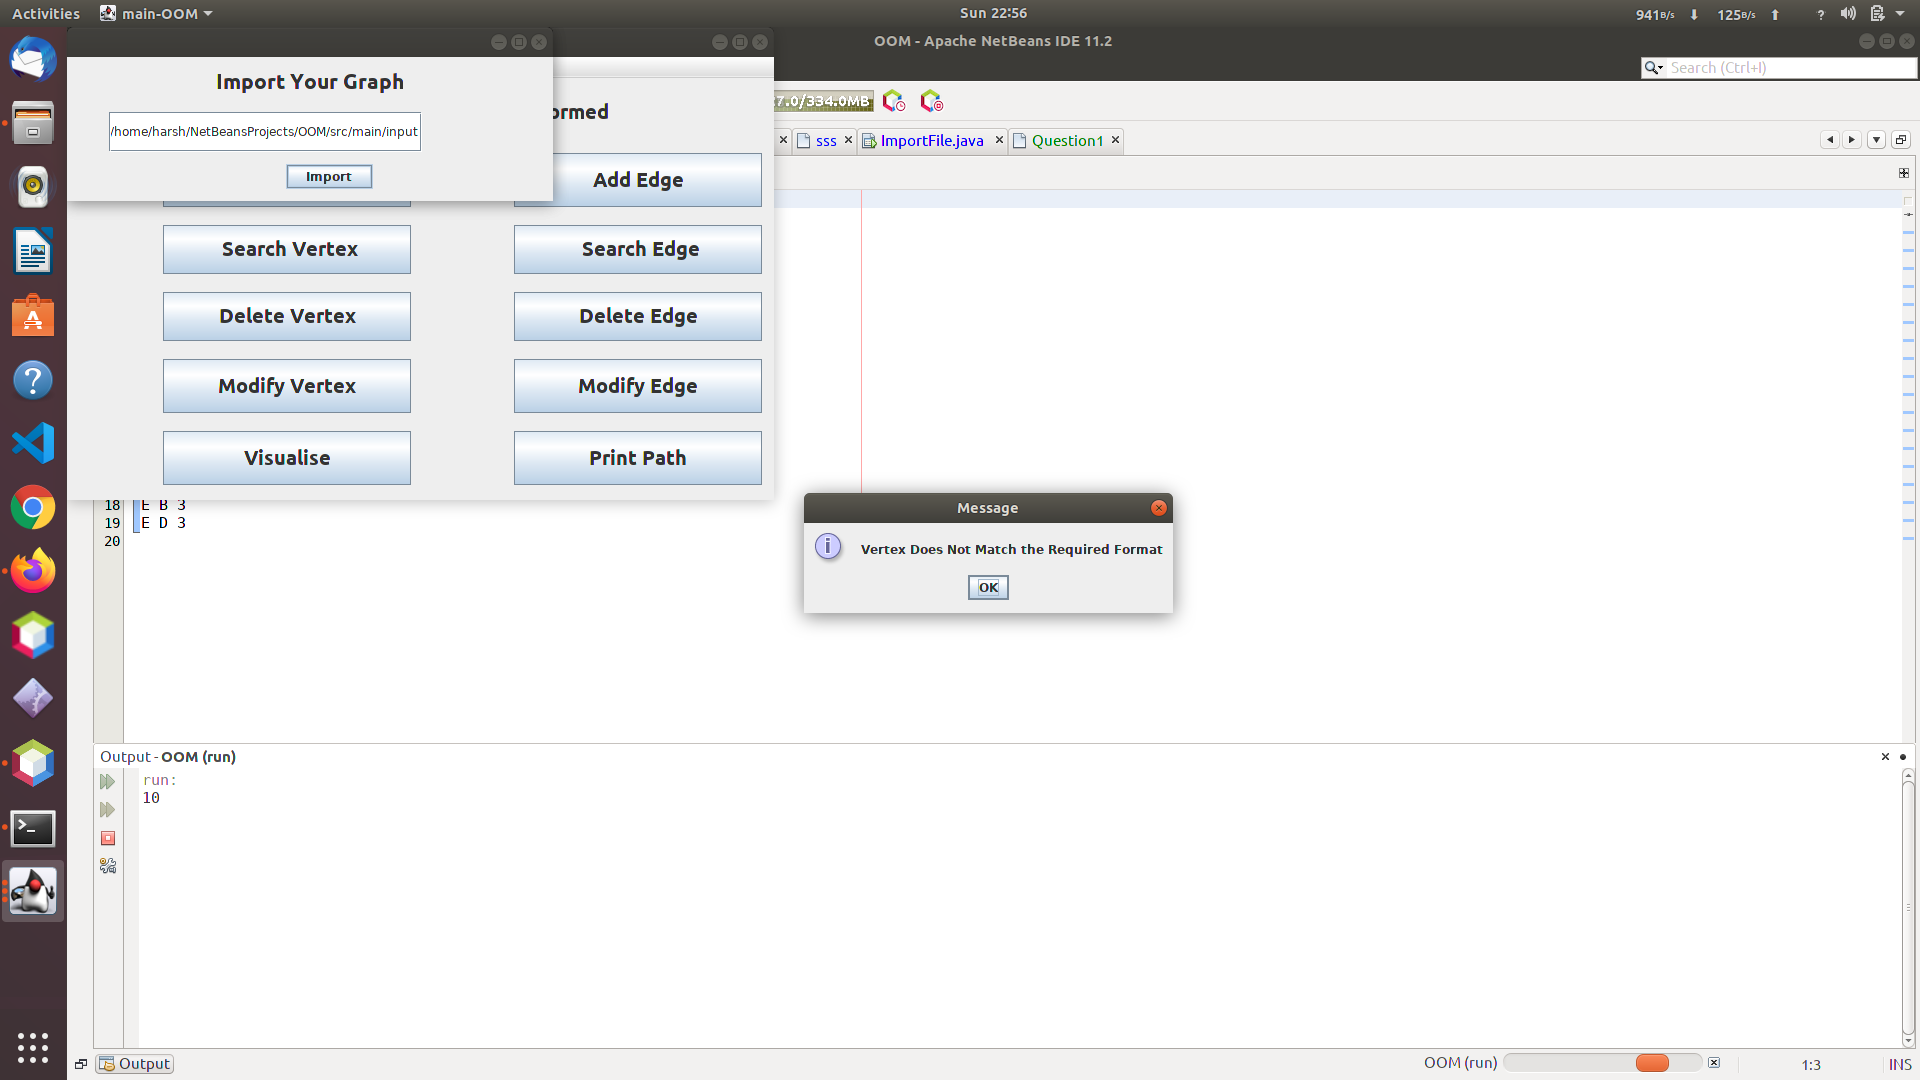 Activities
main-OOM
Sun 22:56
941B/s
125B/s
?
OOM - Apache NetBeans IDE 11.2
Search (Ctrl+I)
Import Your Graph
/home/harsh/NetBeansProjects/OOM/src/main/input
Import
ormed
7.0/334.0MB
sss
ImportFile.java
Question1
Add Edge
Search Vertex
Search Edge
Delete Vertex
Delete Edge
Modify Vertex
Modify Edge
Visualise
Print Path
18 E B 3
19 E D 3
20
Message
Vertex Does Not Match the Required Format
OK
Output - OOM (run)
run:
10
Output
OOM (run)
1:3
INS